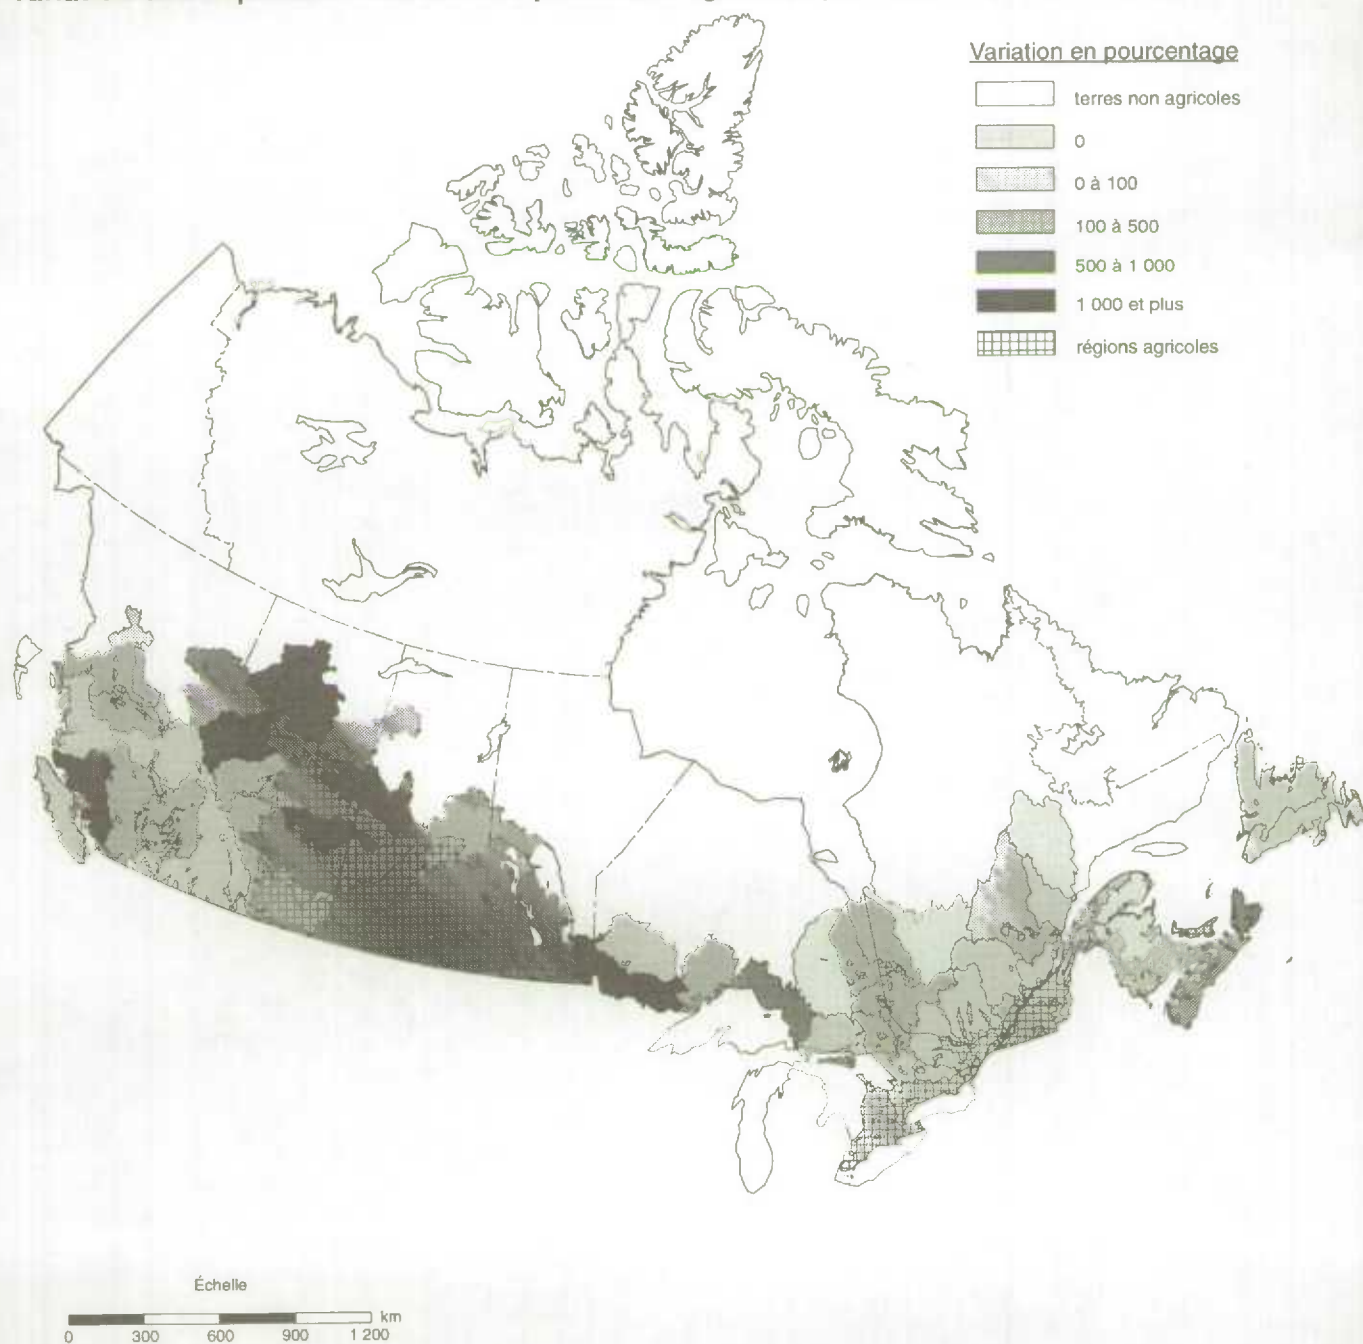 Variation en pourcentage
terres non agricoles
0
0 à 100
100 à 500
500 à 1 000
1 000 et plus
régions agricoles
Échelle
km
0 300 600 900 1 200